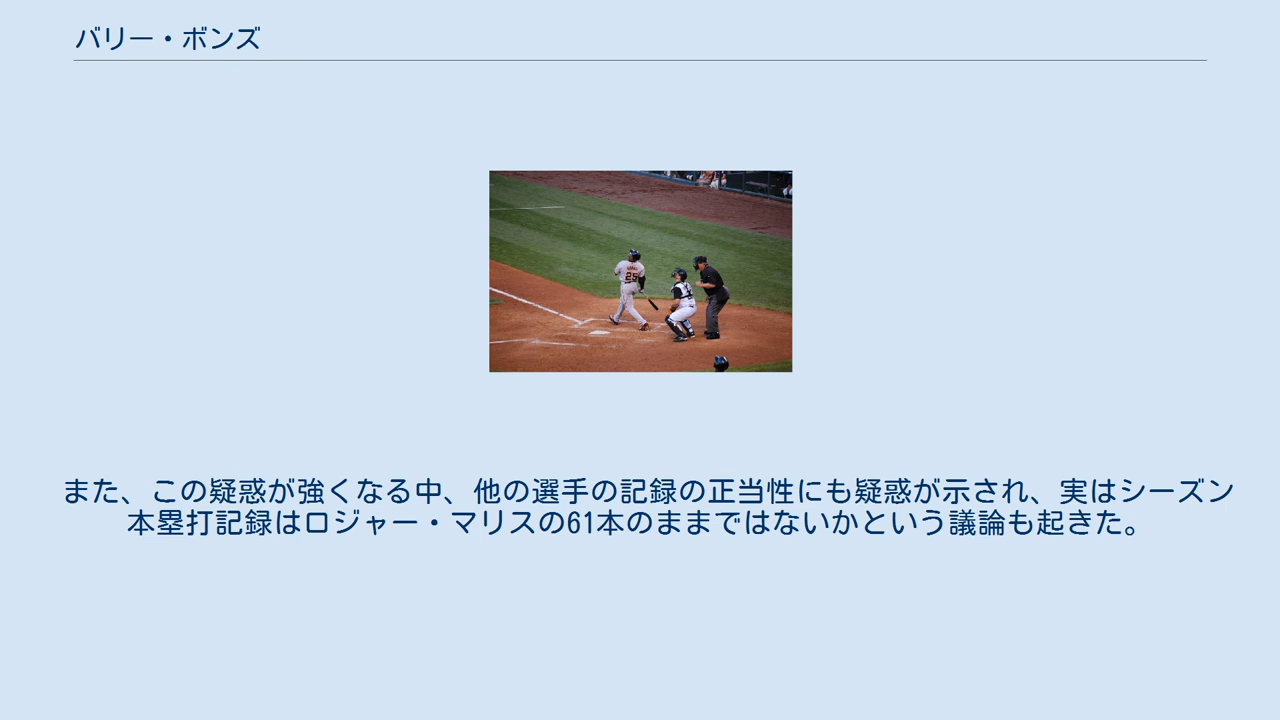 バリー・ボンズ
25
また、この疑惑が強くなる中、他の選手の記録の正当性にも疑惑が示され、実はシーズン
本塁打記録はロジャー・マリスの61本のままではないかという議論も起きた。